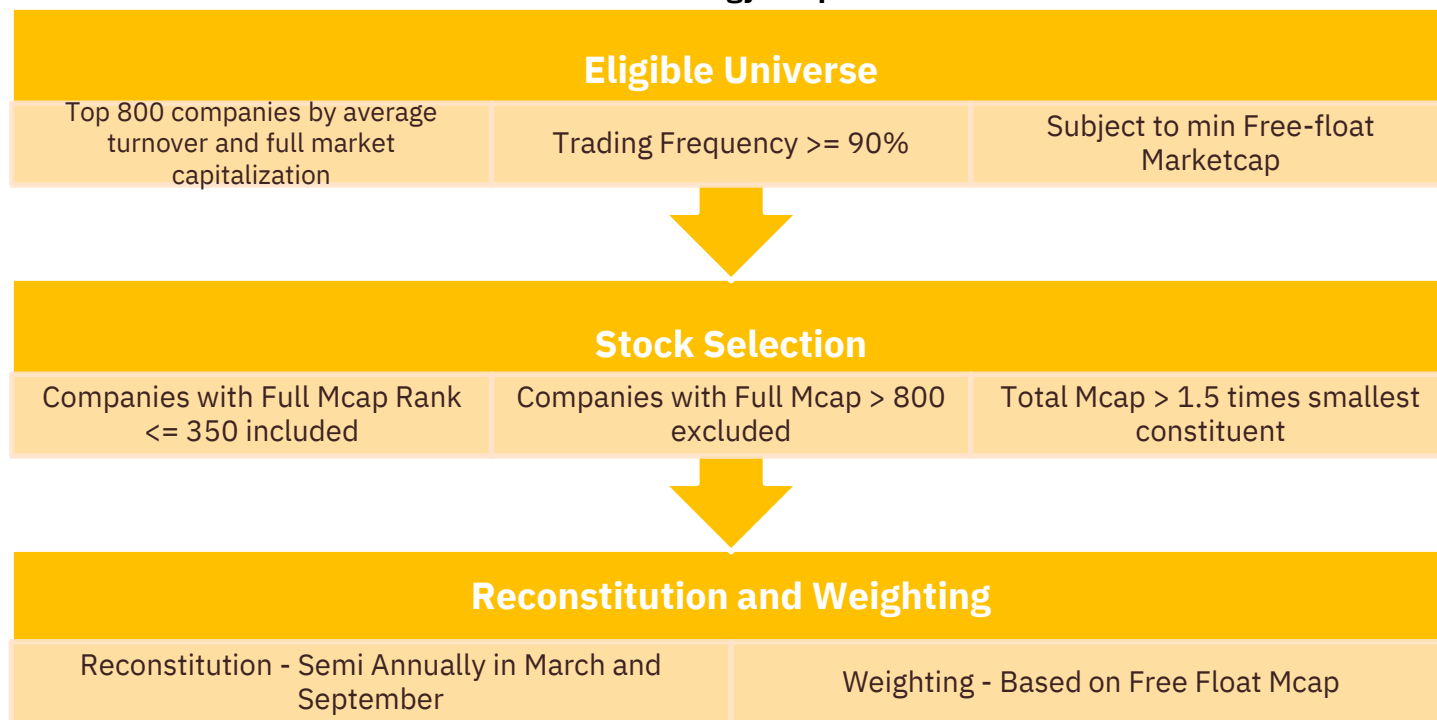 Eligible Universe
Top 800 companies by average
turnover and full market
capitalization
Trading Frequency >= 90%
Subject to min Free-float
Marketcap
Stock Selection
Companies with Full Mcap Rank
<= 350 included
Companies with Full Mcap > 800
excluded
Total Mcap > 1.5 times smallest
constituent
Reconstitution and Weighting
Reconstitution - Semi Annually in March and
September
Weighting - Based on Free Float Mcap